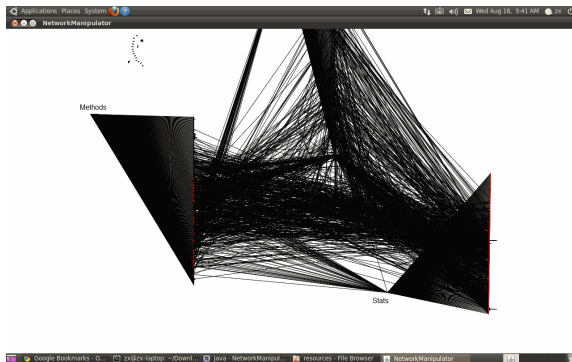 Applications Places System
Wed Aug 18, 5:41 AM zx
NetworkManipulator
Methods
Stats
Google Bookmarks - G...
zx@zx-laptop: ~/Downl...
Java - NetworkManipul...
resources - File Browser
NetworkManipulator